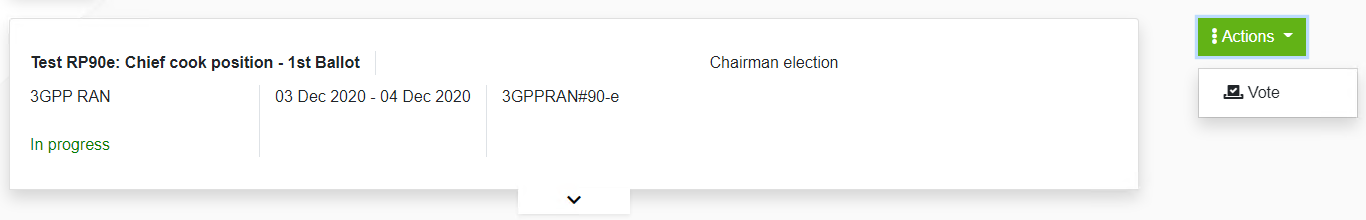 Test RP90e: Chief cook position - 1st Ballot
Chairman election
3GPP RAN
03 Dec 2020 - 04 Dec 2020
3GPPRAN#90-e
In progress
Actions
Vote